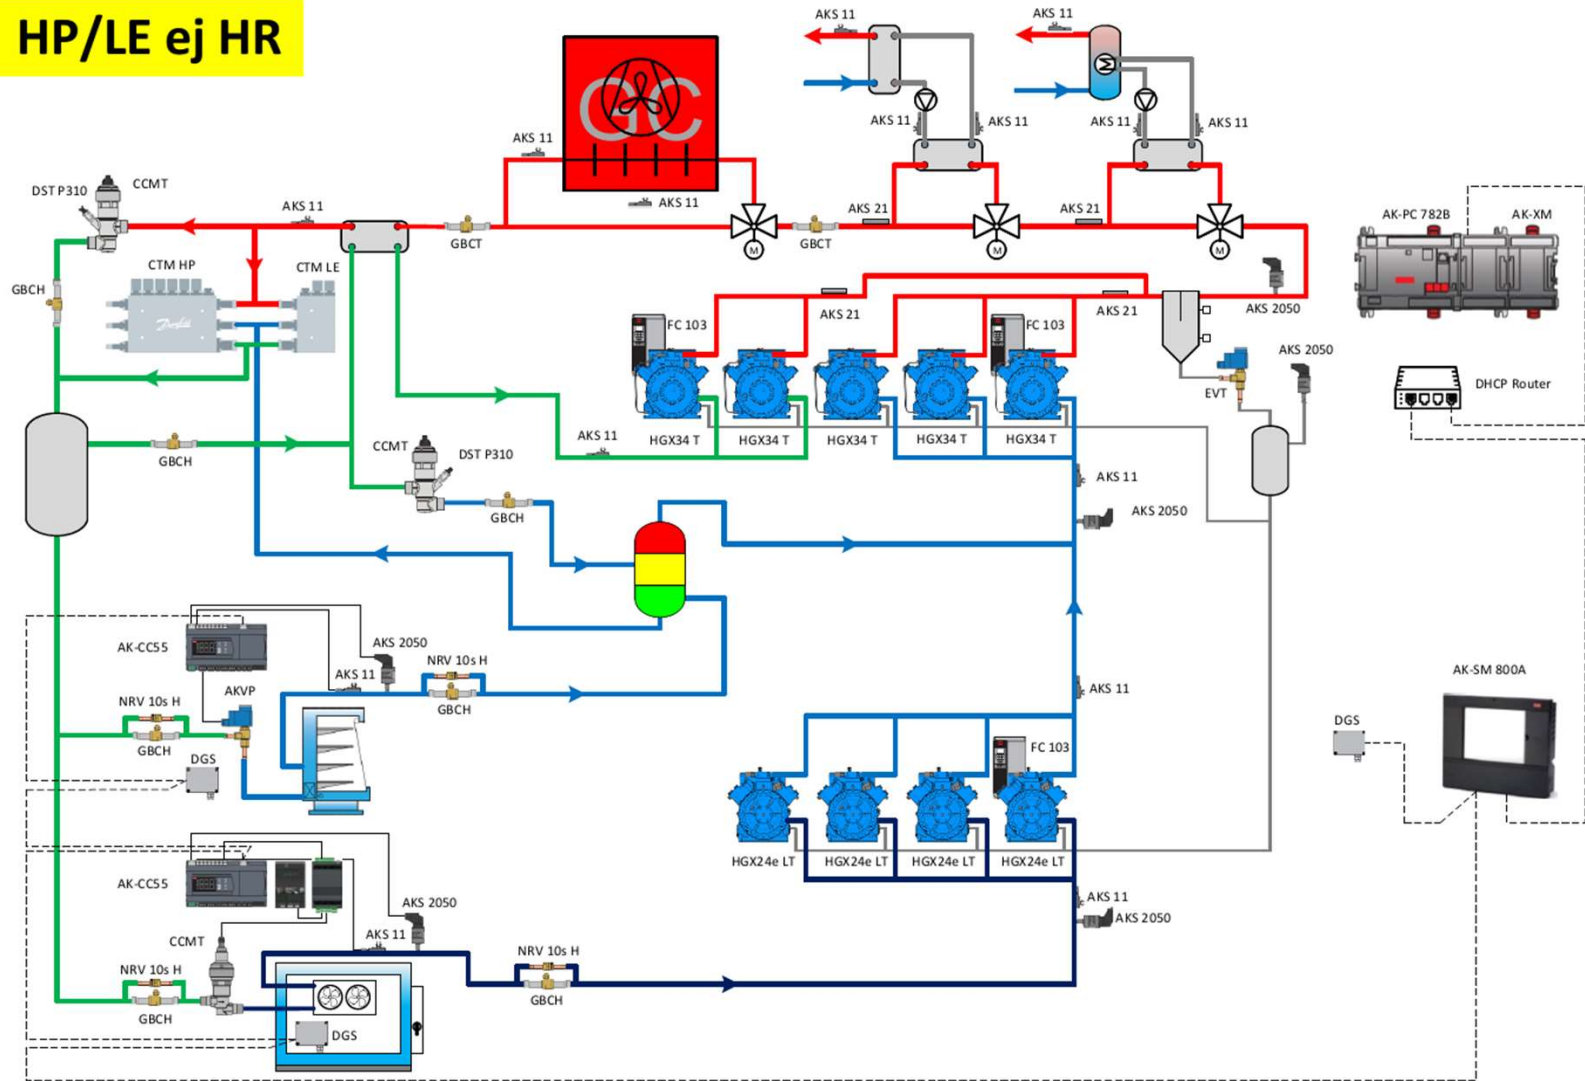 HP/LE ej HR
AKS 11
AKS 11
AKS 11
GC
AKS 11
AKS 11
AKS 11
AKS 11
AKS 11
DST P310
CCMT
AKS 11
GBCT
GBCT
AKS 21
M
M
AKS 21
M
AK-PC 782B
AK-XM
CTM HP
CTM LE
GBCH
Danfoss
AKS 21
AKS 21
AKS 2050
FC 103
FC 103
AKS 2050
EVT
DHCP Router
HGX34 T
HGX34 T
HGX34 T
HGX34 T
HGX34 T
AKS 11
CCMT
DST P310
GBCH
AKS 11
GBCH
AKS 2050
AK-CC55
AKS 2050
NRV 10s H
AKS 11
GBCH
AKVP
NRV 10s H
GBCH
DGS
AKS 11
AK-SM 800A
DGS
FC 103
HGX24e LT
HGX24e LT
HGX24e LT
HGX24e LT
AK-CC55
AKS 2050
AKS 11
AKS 11
AKS 2050
CCMT
NRV 10s H
GBCH
NRV 10s H
GBCH
DGS